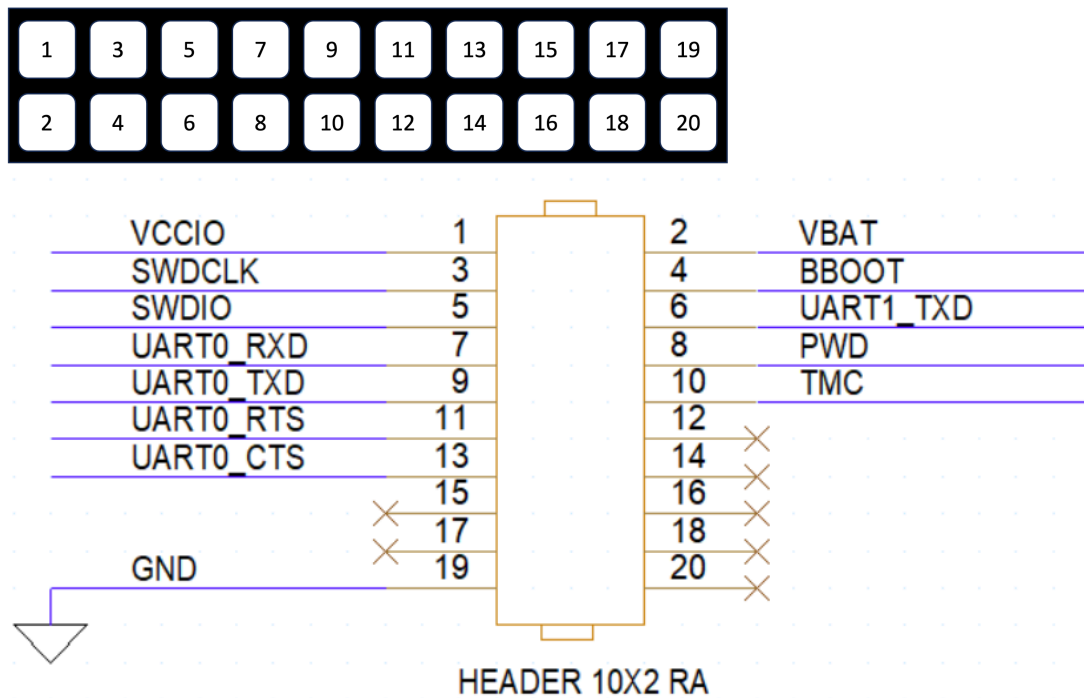 1 3 5 7 9 11 13 15 17 19
2 4 6 8 10 12 14 16 18 20
VCCIO 1 2 VBAT
SWDCLK 3 4 BBOOT
SWDIO 5 6 UART1_TXD
UART0_RXD 7 8 PWD
UART0_TXD 9 10 TMC
UART0_RTS 11 12
UART0_CTS 13 14
15 16
17 18
GND 19 20
HEADER 10X2 RA